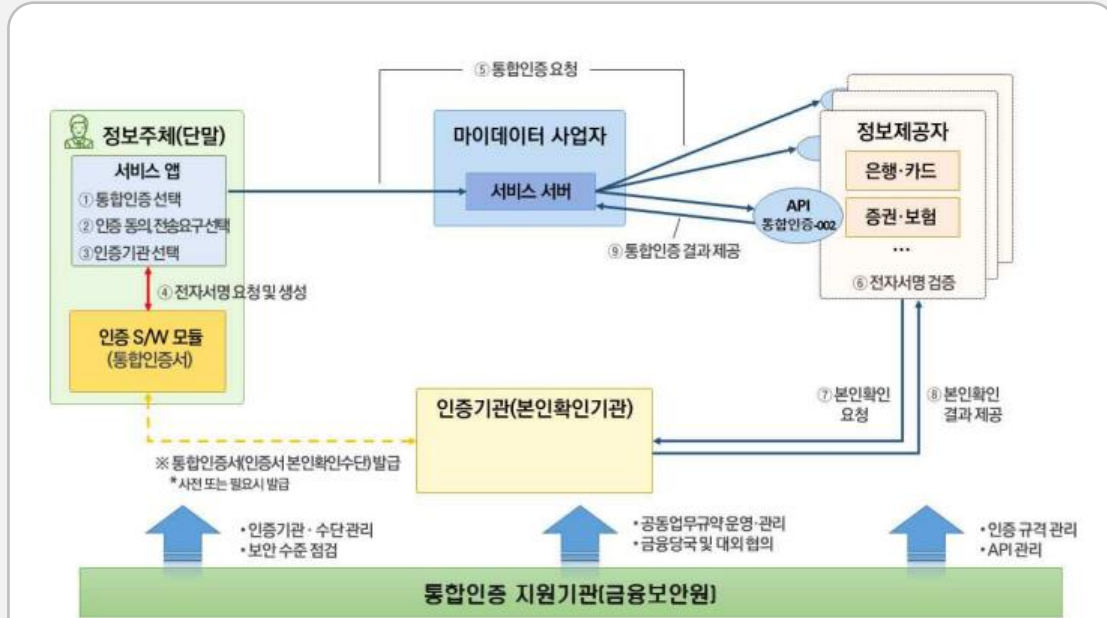 ⑤ 통합인증 요청
정보주체(단말)
서비스 앱
① 통합인증 선택
② 인증 동의, 전송요구 선택
③ 인증기관 선택
④ 전자서명 요청 및 생성
인증 S/W 모듈
(통합인증서)
마이데이터 사업자
서비스 서버
API
통합인증-002
⑨ 통합인증 결과 제공
정보제공자
은행·카드
증권·보험
...
⑥ 전자서명 검증
⑦ 본인확인
요청
⑧ 본인확인
결과 제공
인증기관(본인확인기관)
※ 통합인증서(인증서 본인확인수단) 발급
* 사전 또는 필요시 발급
• 인증기관 · 수단 관리
• 보안 수준 점검
• 공동업무규약 운영·관리
• 금융당국 및 대외 협의
• 인증 규격 관리
• API 관리
통합인증 지원기관(금융보안원)